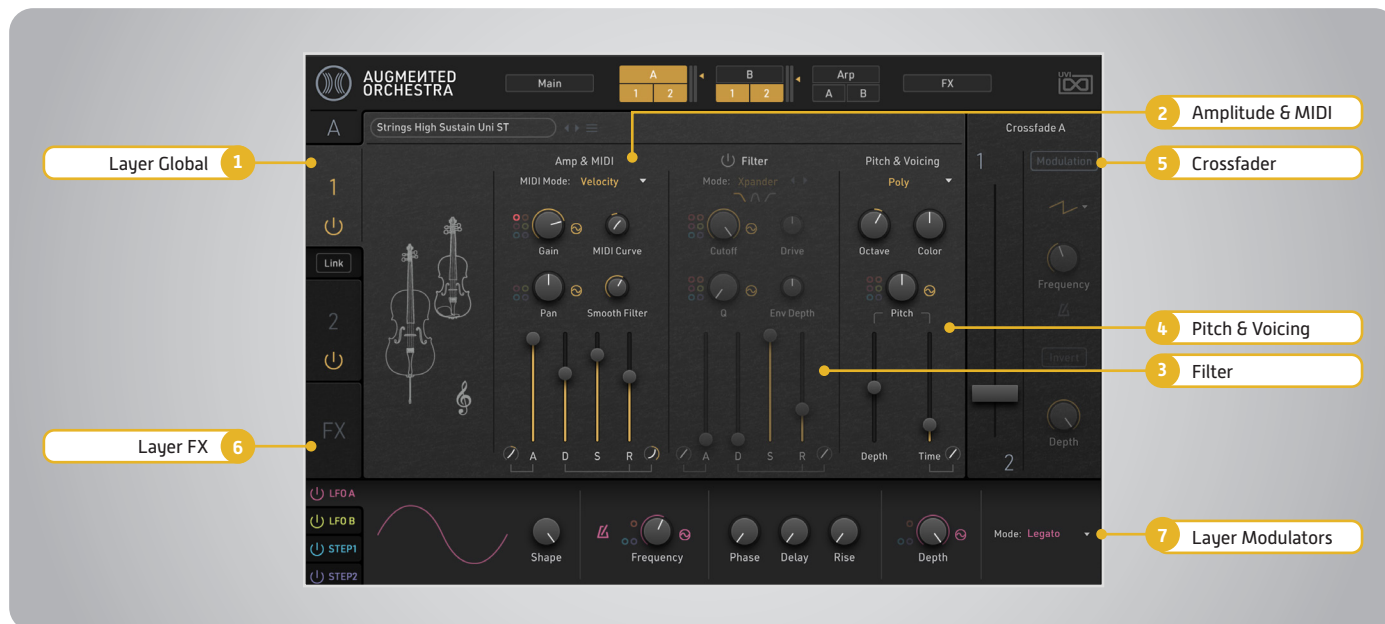 AUGMEИTED
ORCHESTRA
Main
A
1 2
B
1 2
Arp
A B
FX
UVI
A
Strings High Sustain Uni ST
Crossfade A
2 Amplitude & MIDI
Layer Global 1
5 Crossfader
1
Link
2
FX
Layer FX 6
Amp & MIDI
MIDI Mode: Velocity
Gain
MIDI Curve
Pan
Smooth Filter
A D S R
Filter
Mode: Xpander
Cutoff
Drive
Q
Env Depth
A D S R
Pitch & Voicing
Poly
Octave
Color
Pitch
Depth
Time
1
Modulation
Frequency
Invert
Depth
2
4 Pitch & Voicing
3 Filter
LFO A
LFO B
STEP1
STEP2
Shape
Frequency
Phase
Delay
Rise
Depth
Mode: Legato
7 Layer Modulators